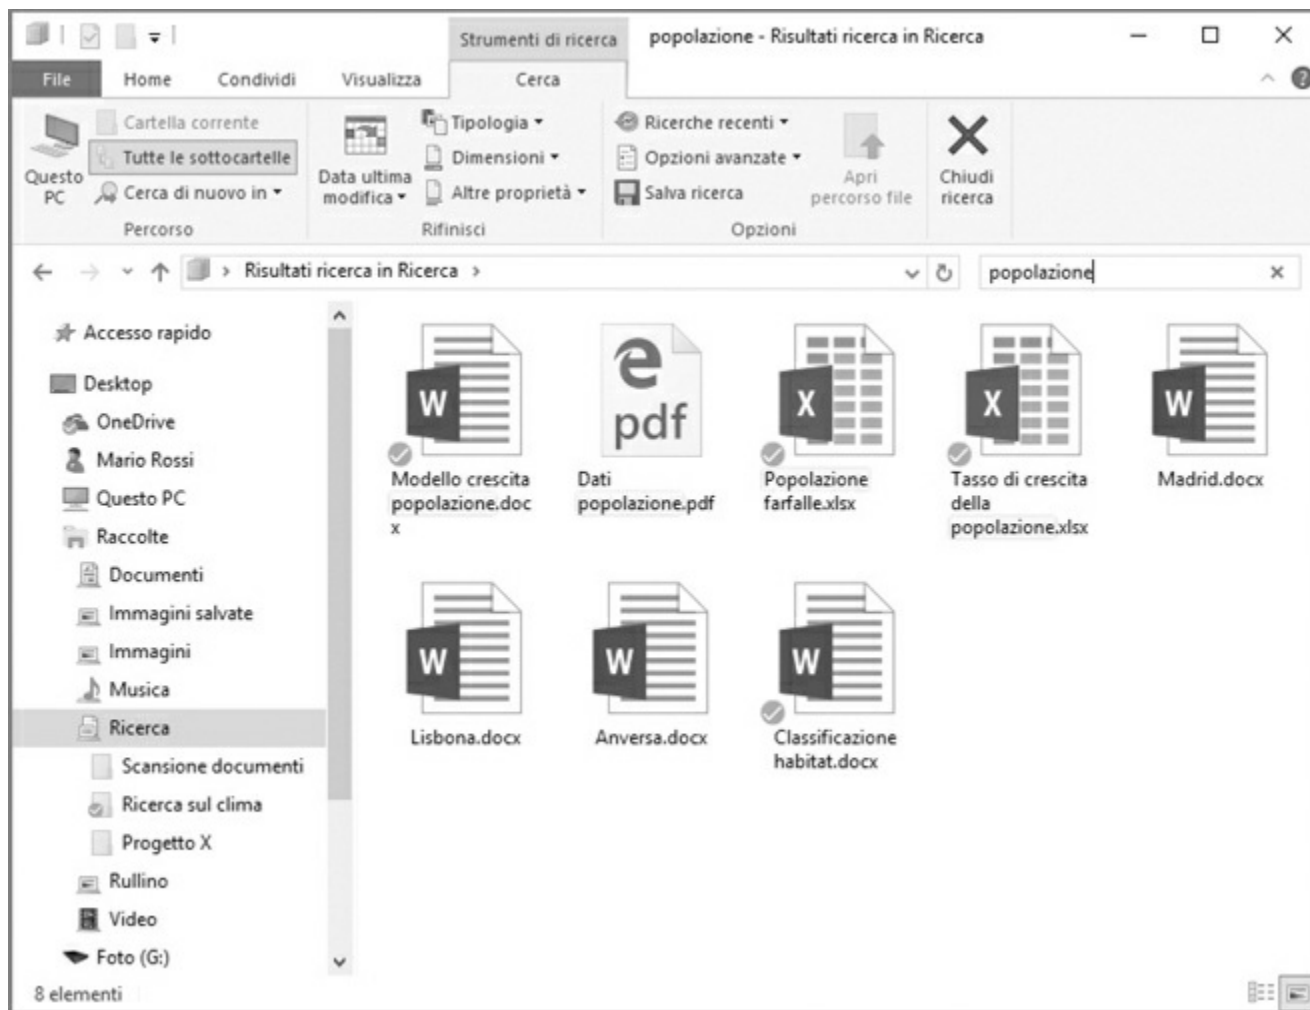 Strumenti di ricerca
popolazione - Risultati ricerca in Ricerca
File
Home
Condividi
Visualizza
Cerca
Questo
PC
Cartella corrente
Tutte le sottocartelle
Cerca di nuovo in
Percorso
Data ultima
modifica
Tipologia
Dimensioni
Altre proprietà
Rifinisci
Ricerche recenti
Opzioni avanzate
Salva ricerca
Apri
percorso file
Opzioni
Chiudi
ricerca
Risultati ricerca in Ricerca
popolazione
Accesso rapido
Desktop
OneDrive
Mario Rossi
Questo PC
Raccolte
Documenti
Immagini salvate
Immagini
Musica
Ricerca
Scansione documenti
Ricerca sul clima
Progetto X
Rullino
Video
Foto (G:)
W
Modello crescita
popolazione.doc
x
e
pdf
Dati
popolazione.pdf
X
Popolazione
farfalle.xlsx
X
Tasso di crescita
della
popolazione.xlsx
W
Madrid.docx
W
Lisbona.docx
W
Anversa.docx
W
Classificazione
habitat.docx
8 elementi